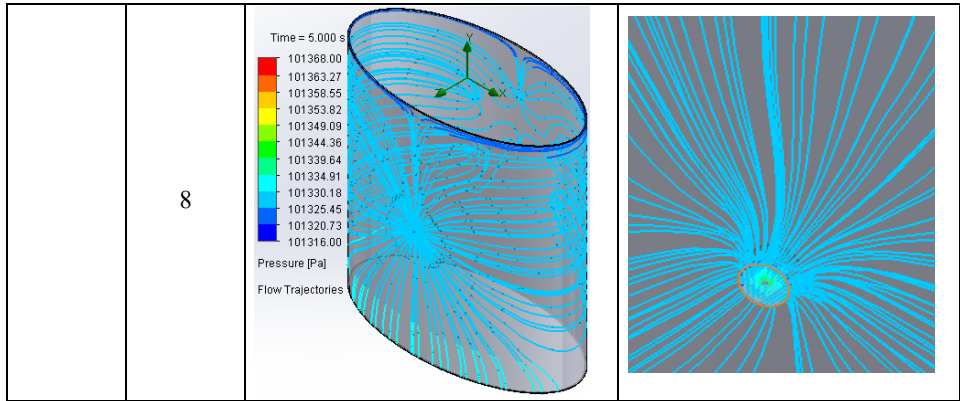 8
Time = 5.000 s
101368.00
101363.27
101358.55
101353.82
101349.09
101344.36
101339.64
101334.91
101330.18
101325.45
101320.73
101316.00
Pressure [Pa]
Flow Trajectories
Y
Z
X